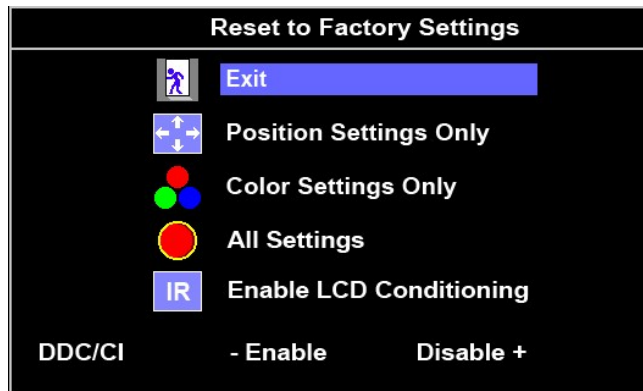 Reset to Factory Settings
Exit
Position Settings Only
Color Settings Only
All Settings
IR Enable LCD Conditioning
DDC/CI - Enable Disable +